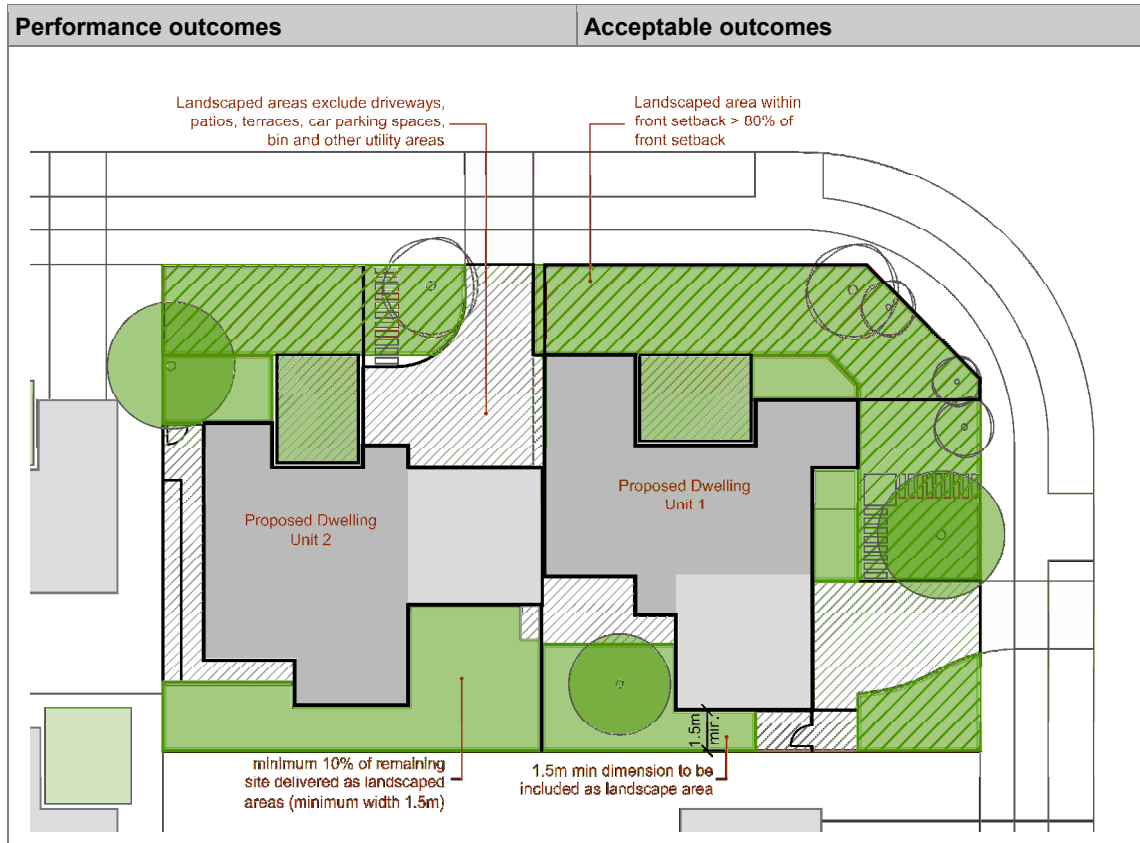 Performance outcomes
Acceptable outcomes
Landscaped areas exclude driveways,
patios, terraces, car parking spaces,
bin and other utility areas
Landscaped area within
front setback > 80% of
front setback
Proposed Dwelling
Unit 2
Proposed Dwelling
Unit 1
1.5m
min.
minimum 10% of remaining
site delivered as landscaped
areas (minimum width 1.5m)
1.5m min dimension to be
included as landscape area